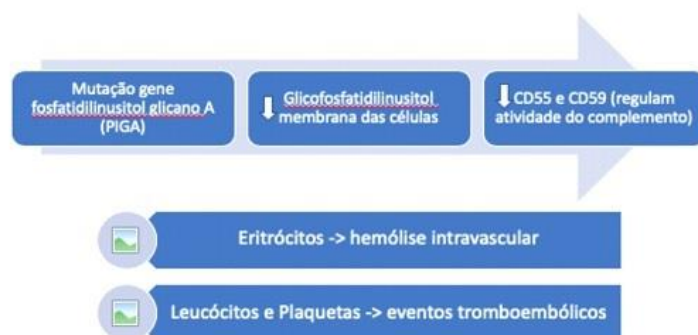 Mutação gene
fosfatidilinusitol glicano A
(PIGA)
Glicofosfatidilinusitol
membrana das células
CD55 e CD59 (regulam
atividade do complemento)
Eritrócitos -> hemólise intravascular
Leucócitos e Plaquetas -> eventos tromboembólicos